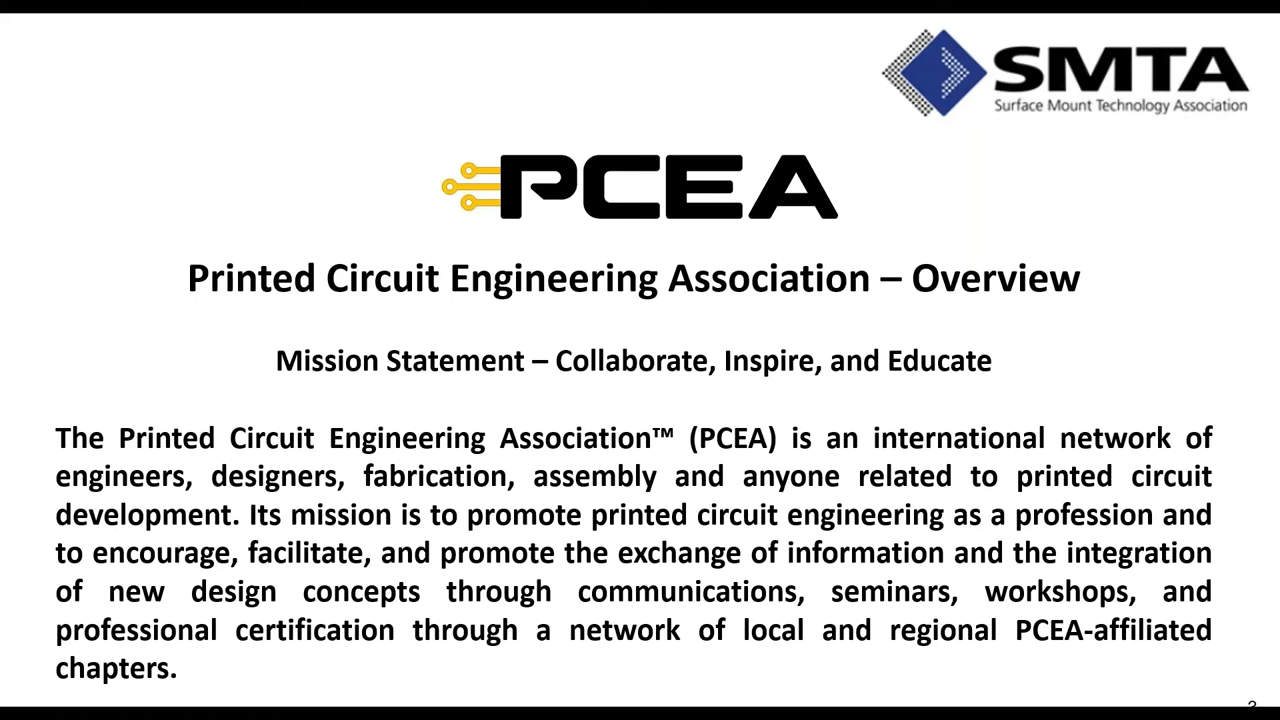 SMTA
Surface Mount Technology Association
PCEA
Printed Circuit Engineering Association – Overview
Mission Statement – Collaborate, Inspire, and Educate
The Printed Circuit Engineering Association™ (PCEA) is an international network of
engineers, designers, fabrication, assembly and anyone related to printed circuit
development. Its mission is to promote printed circuit engineering as a profession and
to encourage, facilitate, and promote the exchange of information and the integration
of new design concepts through communications, seminars, workshops, and
professional certification through a network of local and regional PCEA-affiliated
chapters.